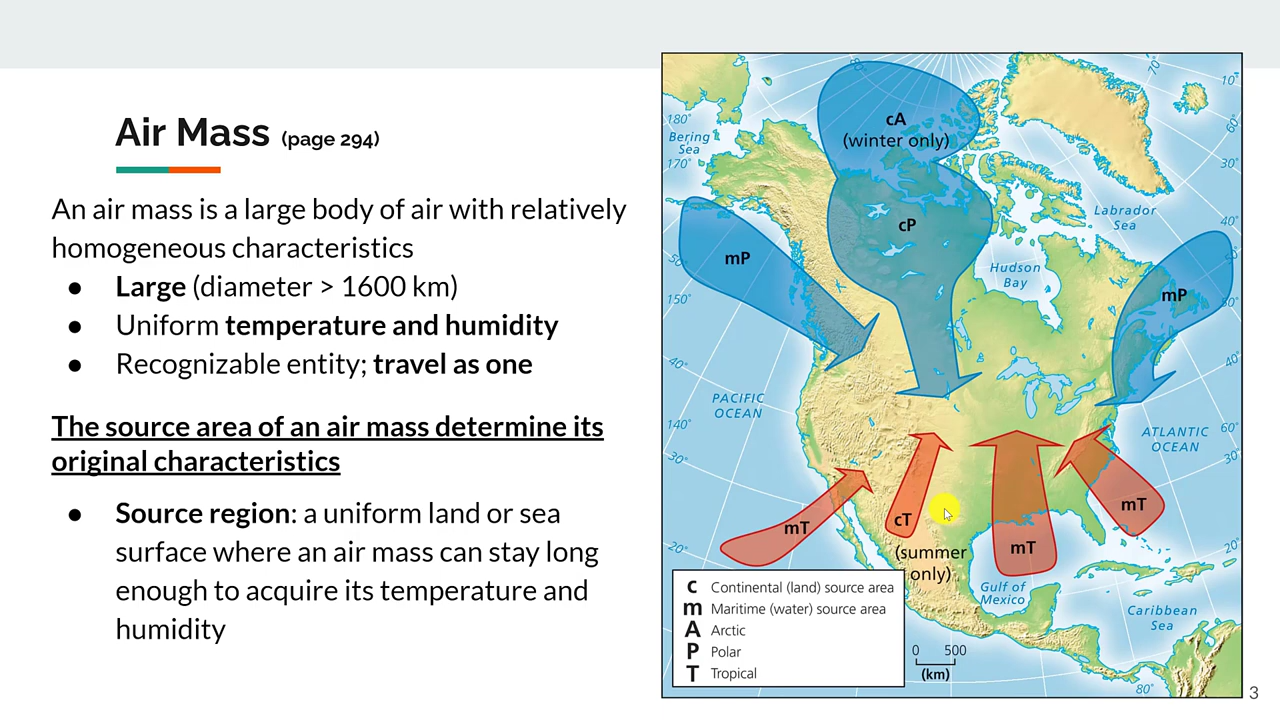 Air Mass (page 294)
An air mass is a large body of air with relatively
homogeneous characteristics
● Large (diameter > 1600 km)
● Uniform temperature and humidity
● Recognizable entity; travel as one
The source area of an air mass determine its
original characteristics
● Source region: a uniform land or sea
surface where an air mass can stay long
enough to acquire its temperature and
humidity
cA
(winter only)
cP
mP
mP
mT
cT
(summer
only)
mT
mT
Bering
Sea
Labrador
Sea
Hudson
Bay
PACIFIC
OCEAN
ATLANTIC
OCEAN
Gulf of
Mexico
Caribbean
Sea
180°
170°
150°
40°
140°
30°
20°
70°
10°
60°
30°
40°
50°
40°
60°
30°
20°
80°
c Continental (land) source area
m Maritime (water) source area
A Arctic
P Polar
T Tropical
0 500
(km)
3